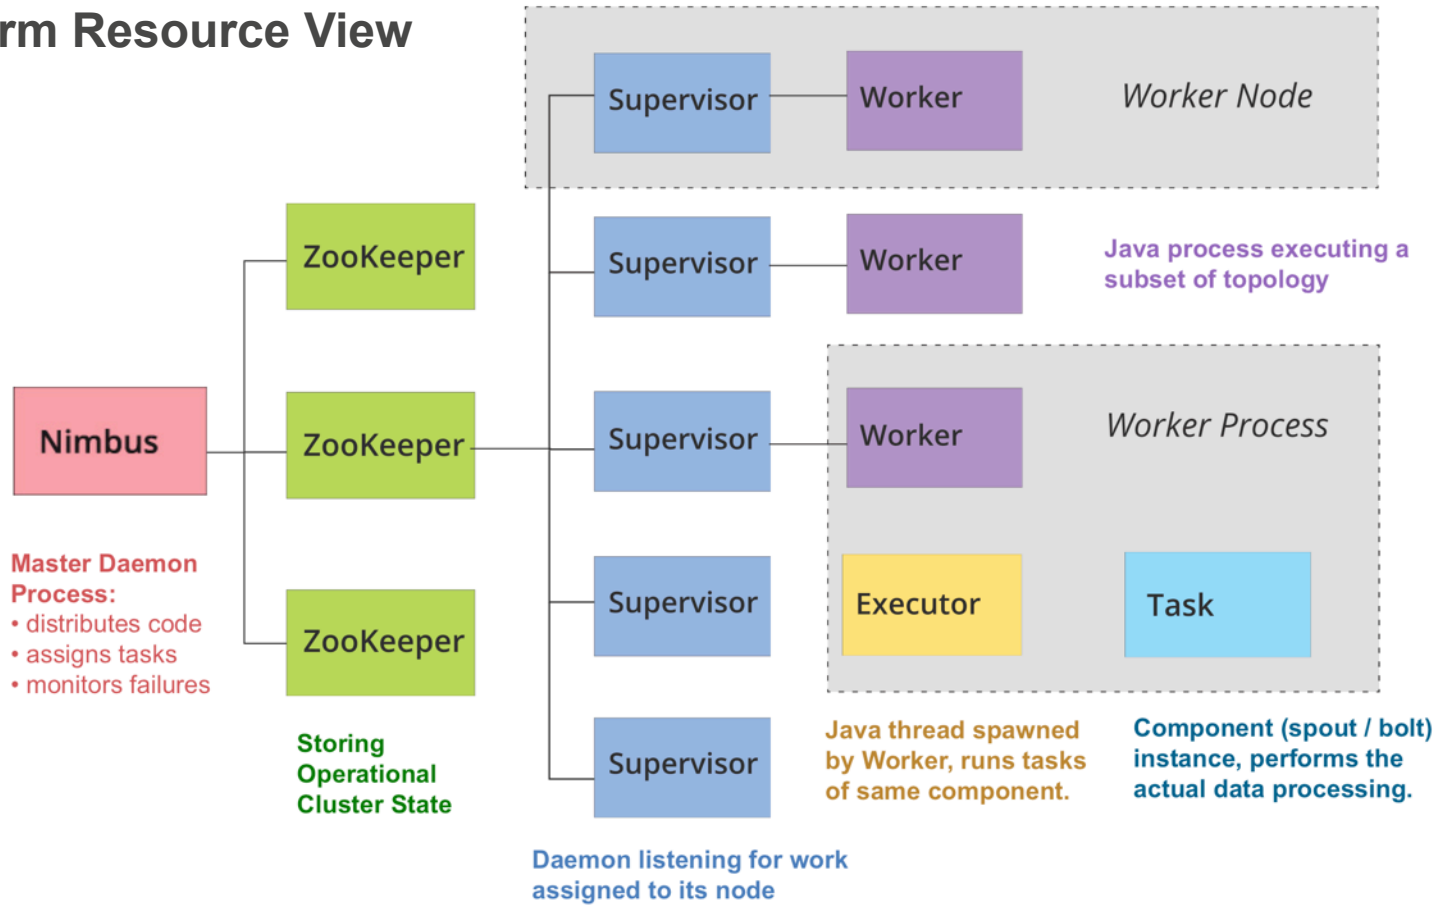 rm Resource View
Supervisor
Worker
Worker Node
ZooKeeper
Supervisor
Worker
Java process executing a
subset of topology
Nimbus
ZooKeeper
Supervisor
Worker
Worker Process
Master Daemon
Process:
• distributes code
• assigns tasks
• monitors failures
ZooKeeper
Supervisor
Executor
Task
Storing
Operational
Cluster State
Supervisor
Java thread spawned
by Worker, runs tasks
of same component.
Component (spout / bolt)
instance, performs the
actual data processing.
Daemon listening for work
assigned to its node